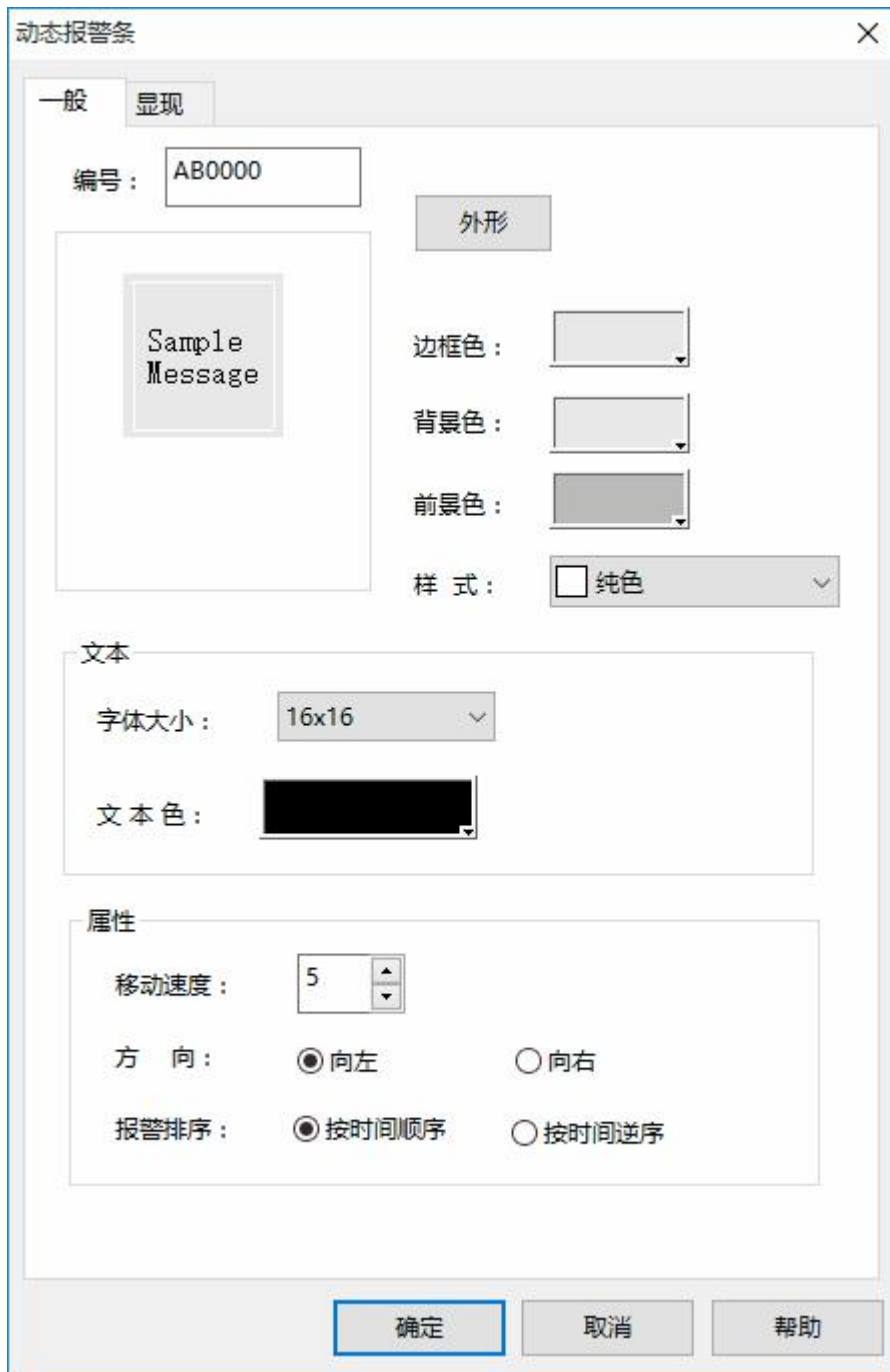 动态报警条
一般 显现
编号： AB0000
外形
Sample
Message
边框色：
背景色：
前景色：
样 式： 纯色
文本
字体大小： 16x16
文 本 色：
属性
移动速度： 5
方 向： 向左 向右
报警排序： 按时间顺序 按时间逆序
确定 取消 帮助